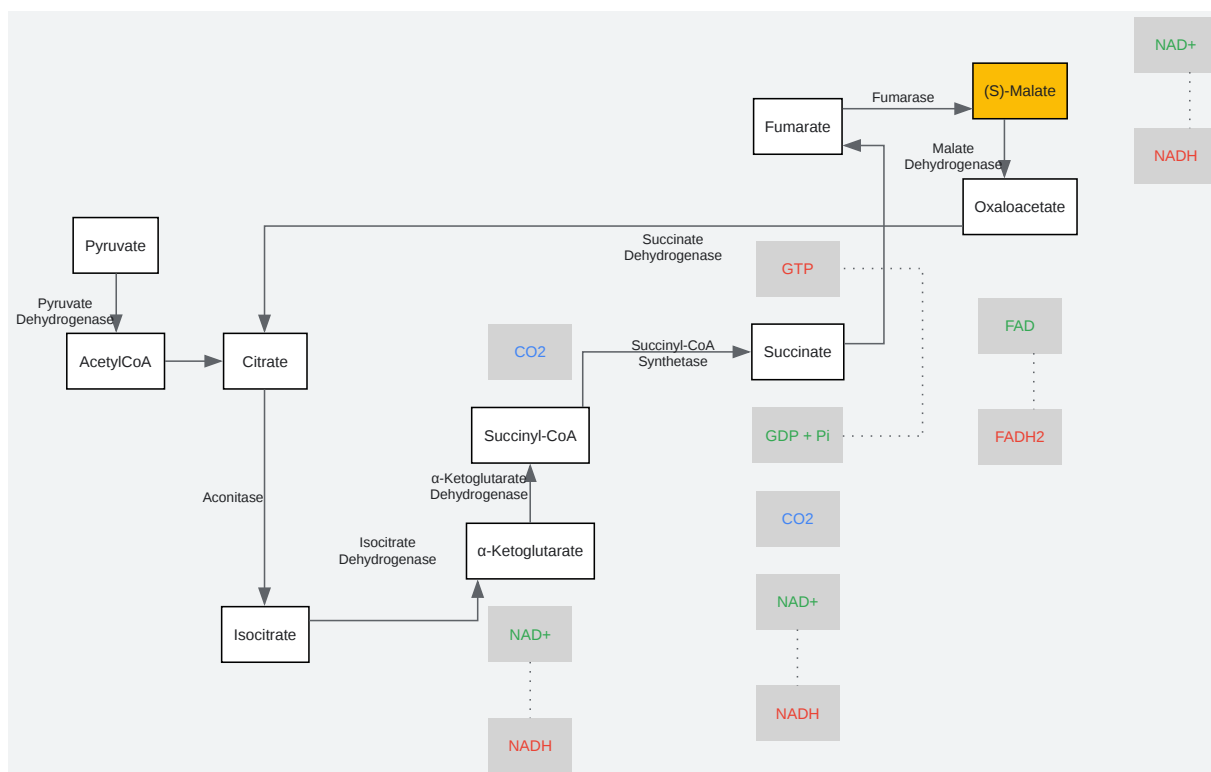 NAD+
(S)-Malate
Fumarase
Fumarate
Malate
Dehydrogenase
NADH
Oxaloacetate
Pyruvate
Succinate
Dehydrogenase
GTP
Pyruvate
Dehydrogenase
FAD
CO2
Succinyl-CoA
Synthetase
Succinate
AcetylCoA
Citrate
Succinyl-CoA
GDP + Pi
FADH2
α-Ketoglutarate
Dehydrogenase
Aconitase
CO2
Isocitrate
Dehydrogenase
α-Ketoglutarate
NAD+
Isocitrate
NAD+
NADH
NADH